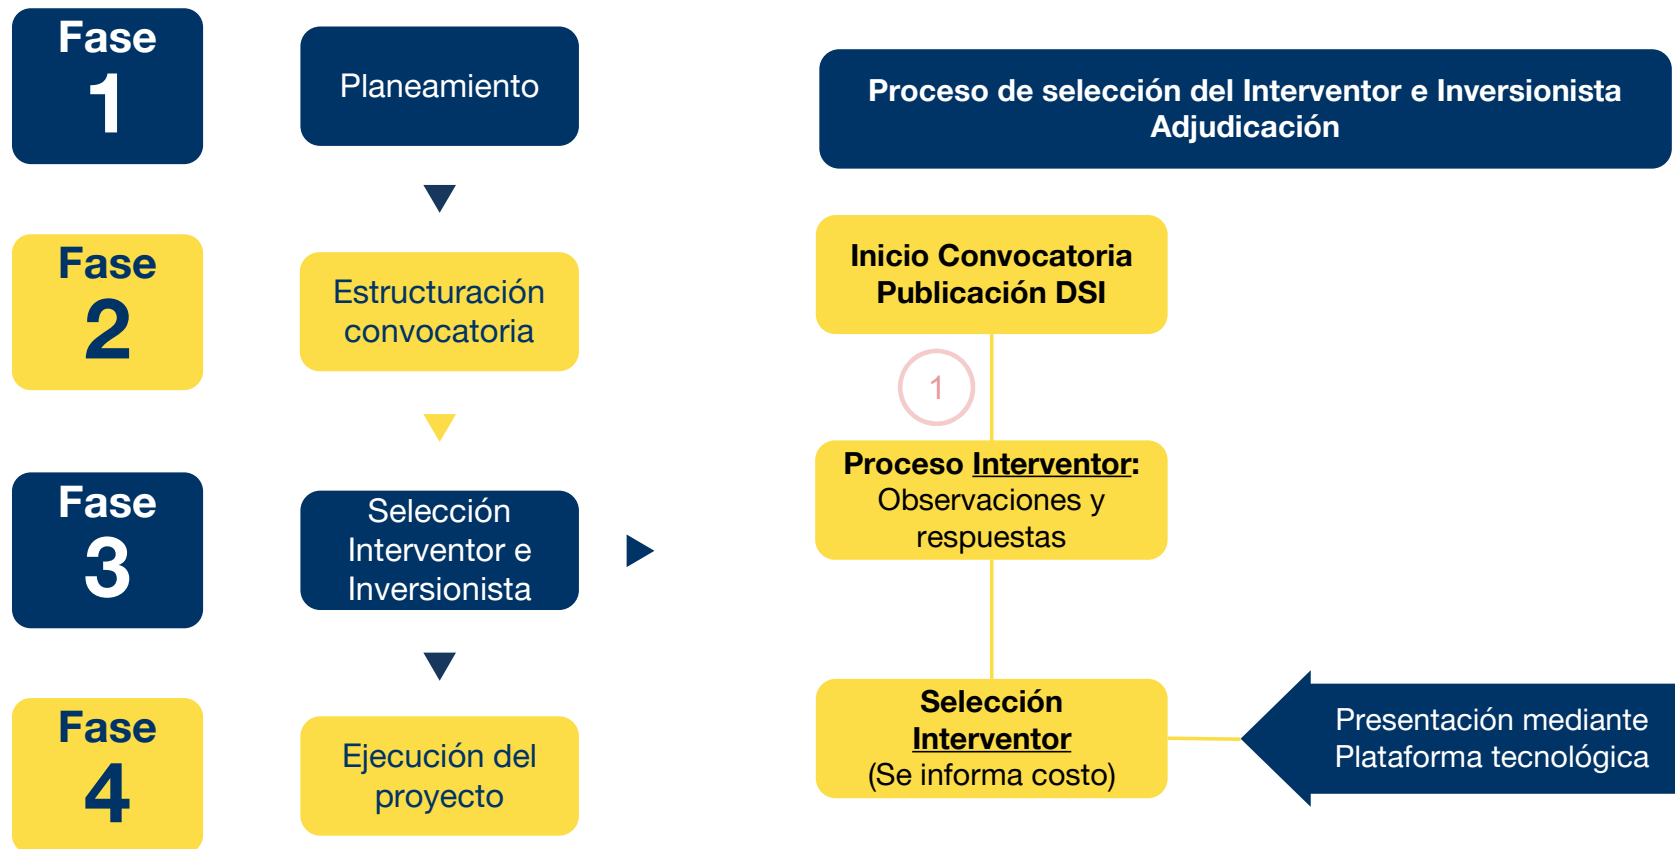 Fase
1
Planeamiento
Fase
2
Estructuración
convocatoria
Fase
3
Selección
Interventor e
Inversionista
Fase
4
Ejecución del
proyecto
Proceso de selección del Interventor e Inversionista
Adjudicación
Inicio Convocatoria
Publicación DSI
1
Proceso Interventor:
Observaciones y
respuestas
Selección
Interventor
(Se informa costo)
Presentación mediante
Plataforma tecnológica